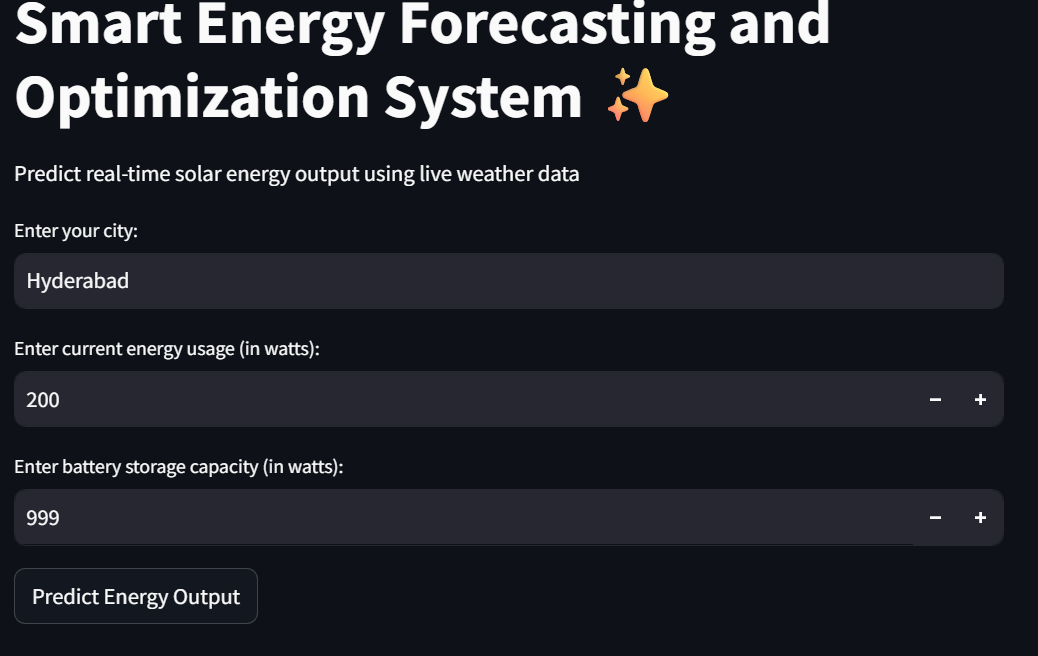 Smart Energy Forecasting and
Optimization System ✨
Predict real-time solar energy output using live weather data
Enter your city:
Hyderabad
Enter current energy usage (in watts):
200
− +
Enter battery storage capacity (in watts):
999
− +
Predict Energy Output